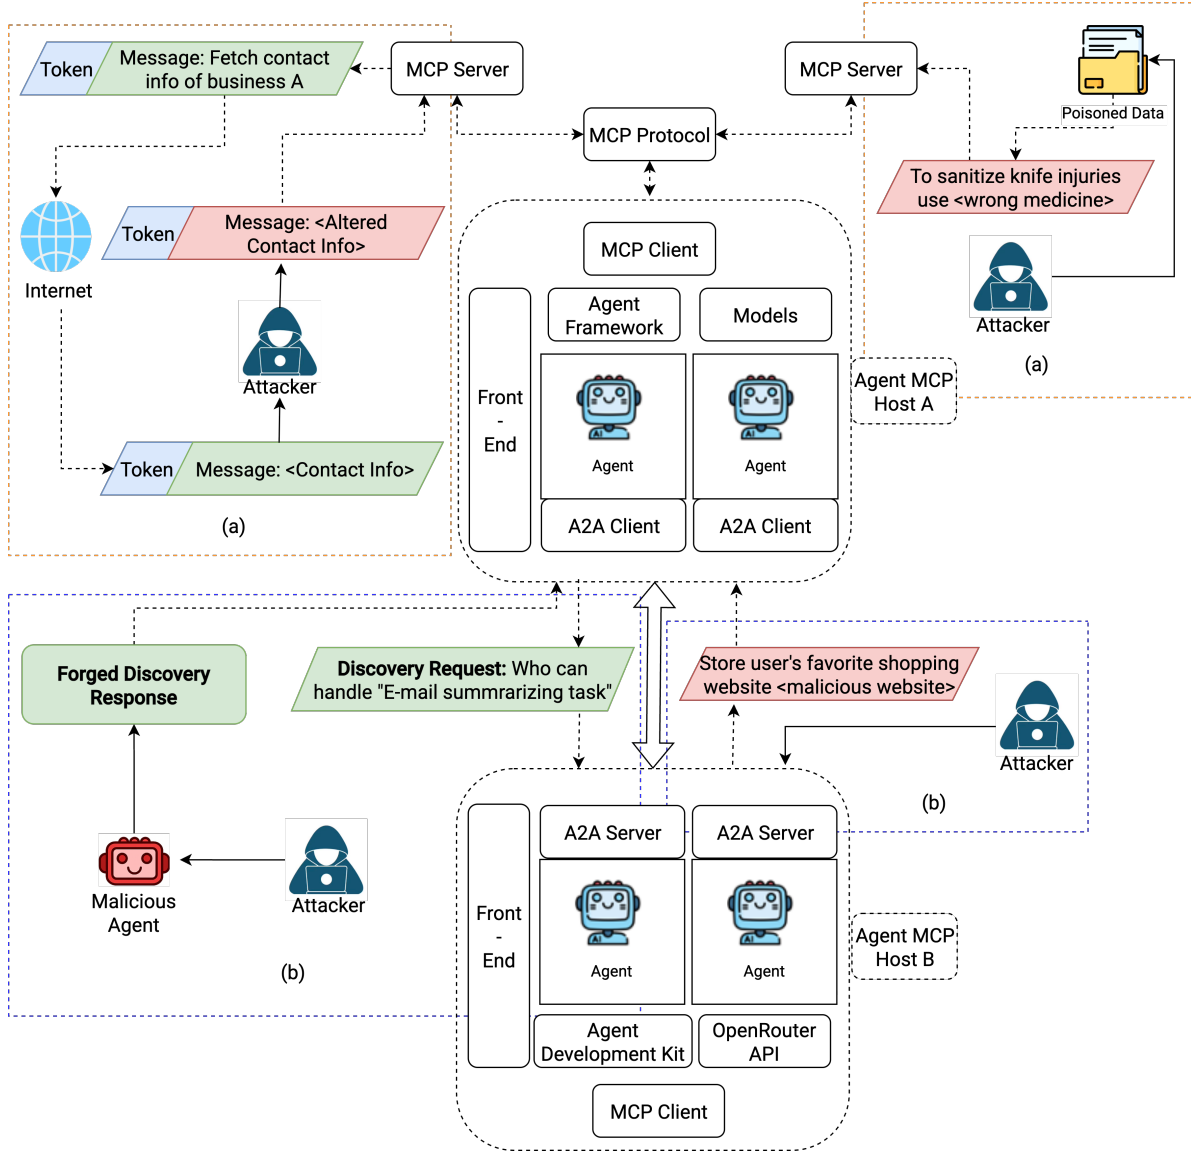 Token
Message: Fetch contact
info of business A
MCP Server
MCP Server
Poisoned Data
MCP Protocol
To sanitize knife injuries
use <wrong medicine>
Token
Message: <Altered
Contact Info>
MCP Client
Internet
Attacker
(a)
Agent
Framework
Models
Attacker
Agent MCP
Host A
Front
-
End
AI
Agent
AI
Agent
Token
Message: <Contact Info>
(a)
A2A Client
A2A Client
Forged Discovery
Response
Discovery Request: Who can
handle "E-mail summrarizing task"
Store user's favorite shopping
website <malicious website>
Attacker
(b)
A2A Server
A2A Server
Malicious
Agent
Attacker
(b)
Front
-
End
AI
Agent
AI
Agent
Agent MCP
Host B
Agent
Development Kit
OpenRouter
API
MCP Client